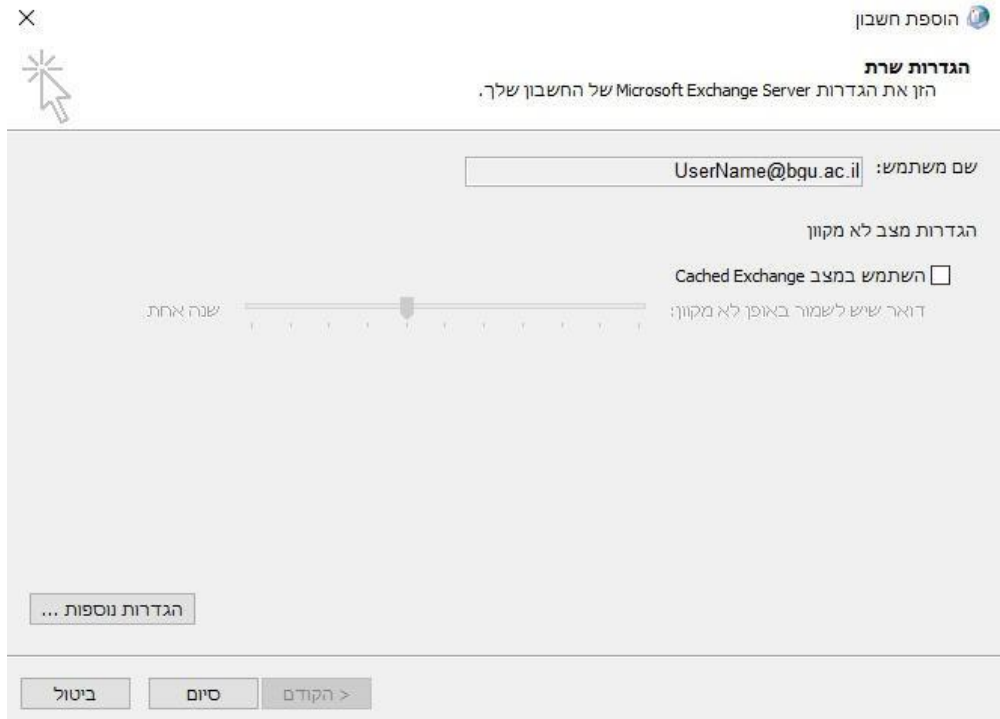 הוספת חשבון
הגדרות שרת
הזן את הגדרות Microsoft Exchange Server של החשבון שלך.
שם משתמש: UserName@bgu.ac.il
הגדרות מצב לא מקוון
השתמש במצב Cached Exchange
דואר שיש לשמור באופן לא מקוון: שנה אחת
הגדרות נוספות ...
< הקודם סיום ביטול